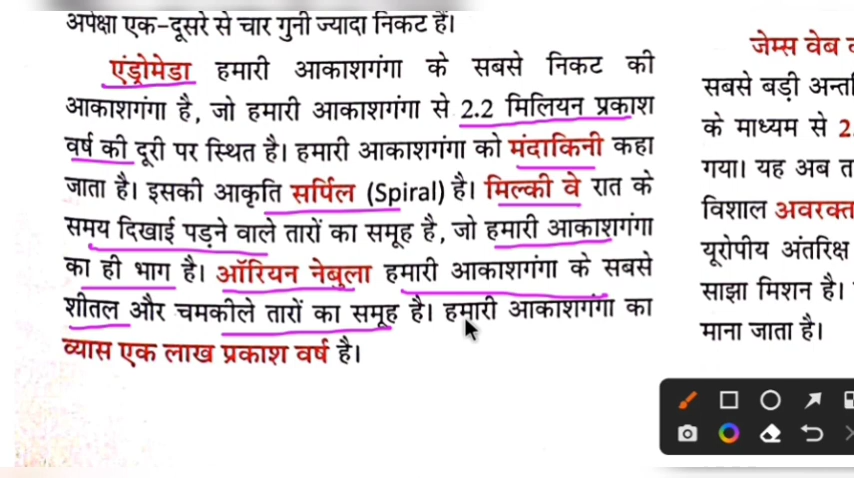 अपेक्षा एक-दूसरे से चार गुनी ज्यादा निकट हैं।
एंड्रोमेडा हमारी आकाशगंगा के सबसे निकट की
आकाशगंगा है, जो हमारी आकाशगंगा से 2.2 मिलियन प्रकाश
वर्ष की दूरी पर स्थित है। हमारी आकाशगंगा को मंदाकिनी कहा
जाता है। इसकी आकृति सर्पिल (Spiral) है। मिल्की वे रात के
समय दिखाई पड़ने वाले तारों का समूह है, जो हमारी आकाशगंगा
का ही भाग है। ऑरियन नेबुला हमारी आकाशगंगा के सबसे
शीतल और चमकीले तारों का समूह है। हमारी आकाशगंगा का
व्यास एक लाख प्रकाश वर्ष है।
जेम्स वेब
सबसे बड़ी
के माध्यम से 2
गया। यह अब त
विशाल अवरक्त
यूरोपीय अंतरिक्ष
साझा मिशन है।
माना जाता है।